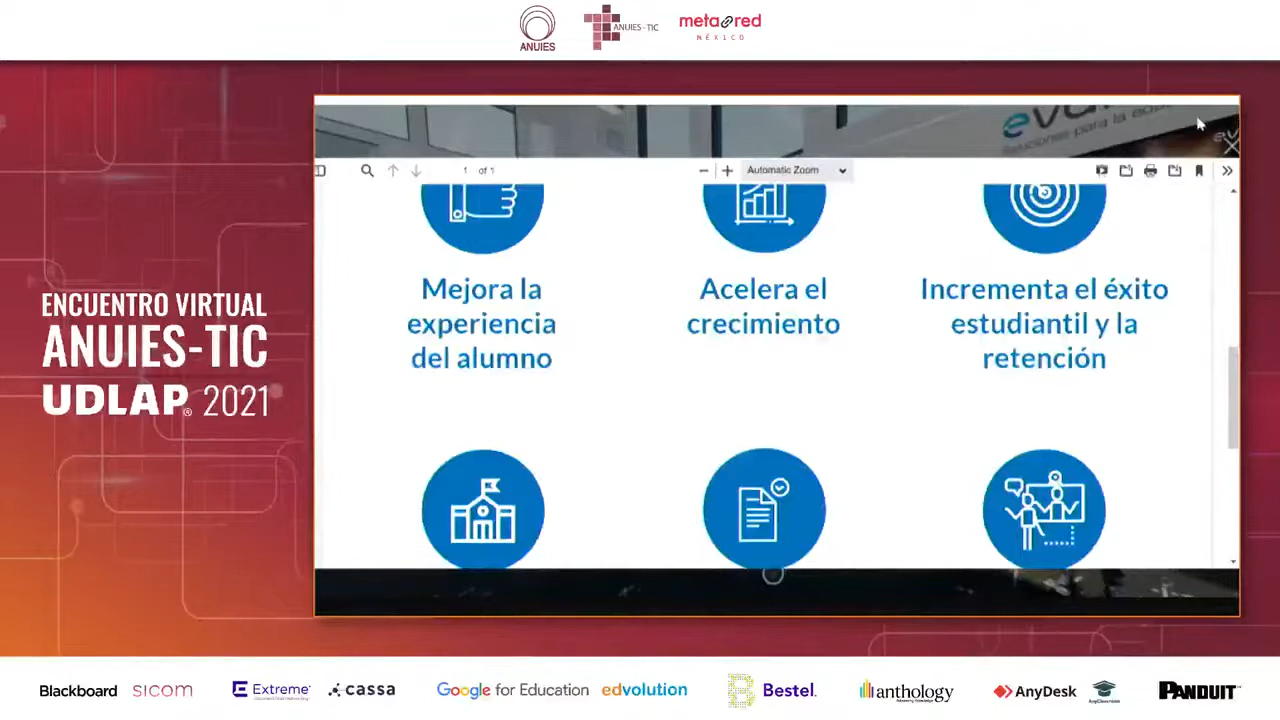 ANUIES
ANUIES-TIC
metared
MÉXICO
1 of 1
Automatic Zoom
ENCUENTRO VIRTUAL
ANUIES-TIC
UDLAP® 2021
Mejora la
experiencia
del alumno
Acelera el
crecimiento
Incrementa el éxito
estudiantil y la
retención
Blackboard
sicom
Extreme
cassa
Google for Education
edvolution
Bestel
anthology
AnyDesk
PANDUIT